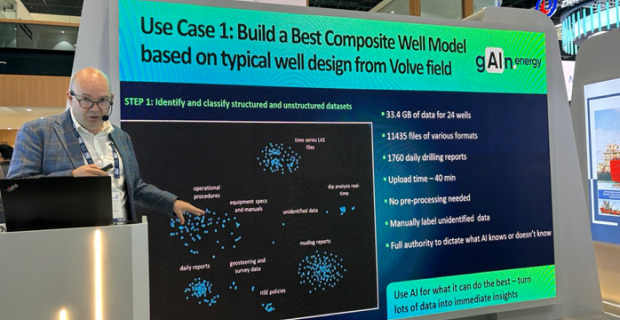 Use Case 1: Build a Best Composite Well Model
based on typical well design from Volve field
gAIn energy
STEP 1: Identify and classify structured and unstructured datasets
time series LAS
files
operational
procedures
equipment specs
and manuals
dip analysis real-
time
unidentified data
mudlog reports
daily reports
geosteering and
survey data
HSE policies
33.4 GB of data for 24 wells
11435 files of various formats
1760 daily drilling reports
Upload time – 40 min
No pre-processing needed
Manually label unidentified data
Full authority to dictate what AI knows or doesn't know
Use AI for what it can do the best – turn
lots of data into immediate insights